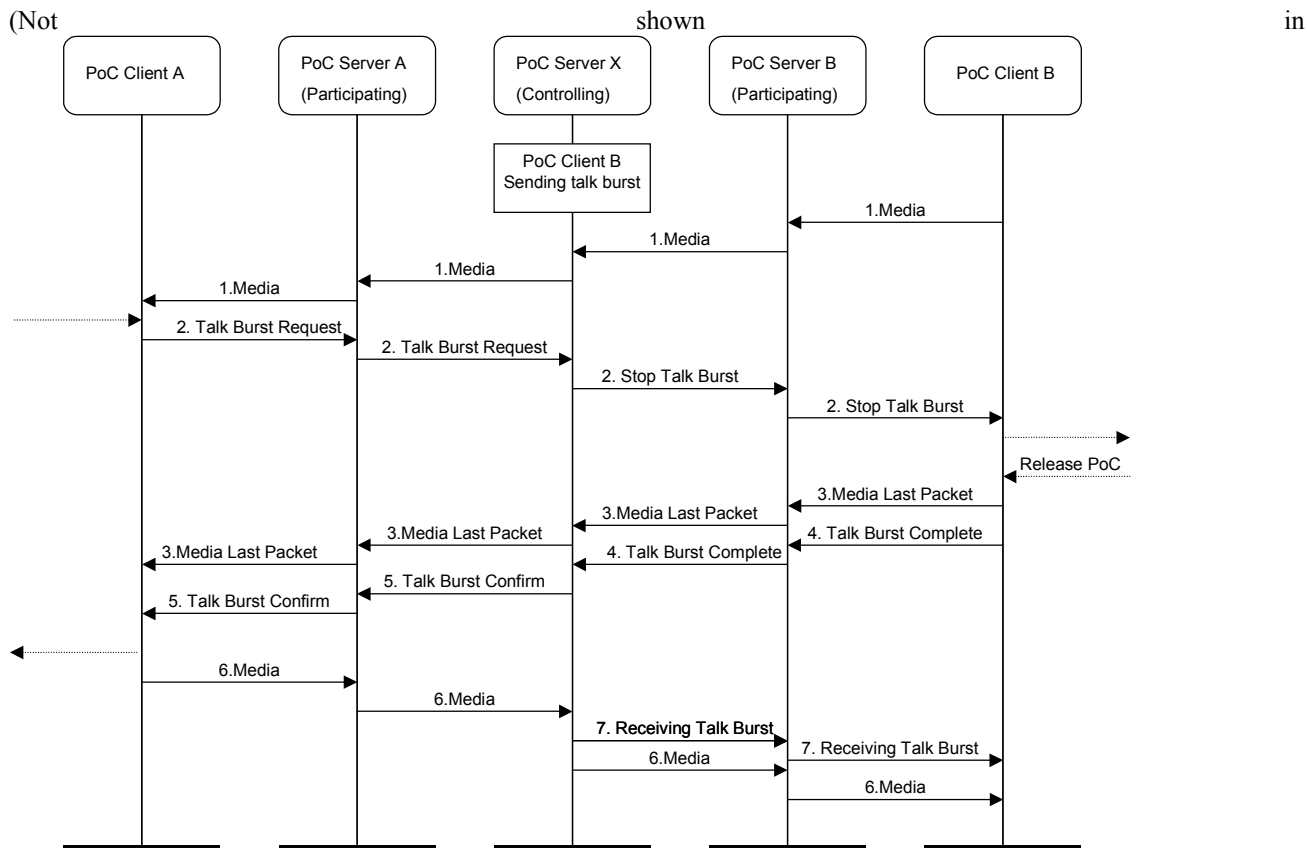 (Not shown in
PoC Client A
PoC Server A
(Participating)
PoC Server X
(Controlling)
PoC Server B
(Participating)
PoC Client B
PoC Client B
Sending talk burst
1.Media
1.Media
1.Media
1.Media
2. Talk Burst Request
2. Talk Burst Request
2. Stop Talk Burst
2. Stop Talk Burst
Release PoC
3.Media Last Packet
3.Media Last Packet
3.Media Last Packet
4. Talk Burst Complete
3.Media Last Packet
4. Talk Burst Complete
5. Talk Burst Confirm
5. Talk Burst Confirm
6.Media
6.Media
7. Receiving Talk Burst
7. Receiving Talk Burst
6.Media
6.Media